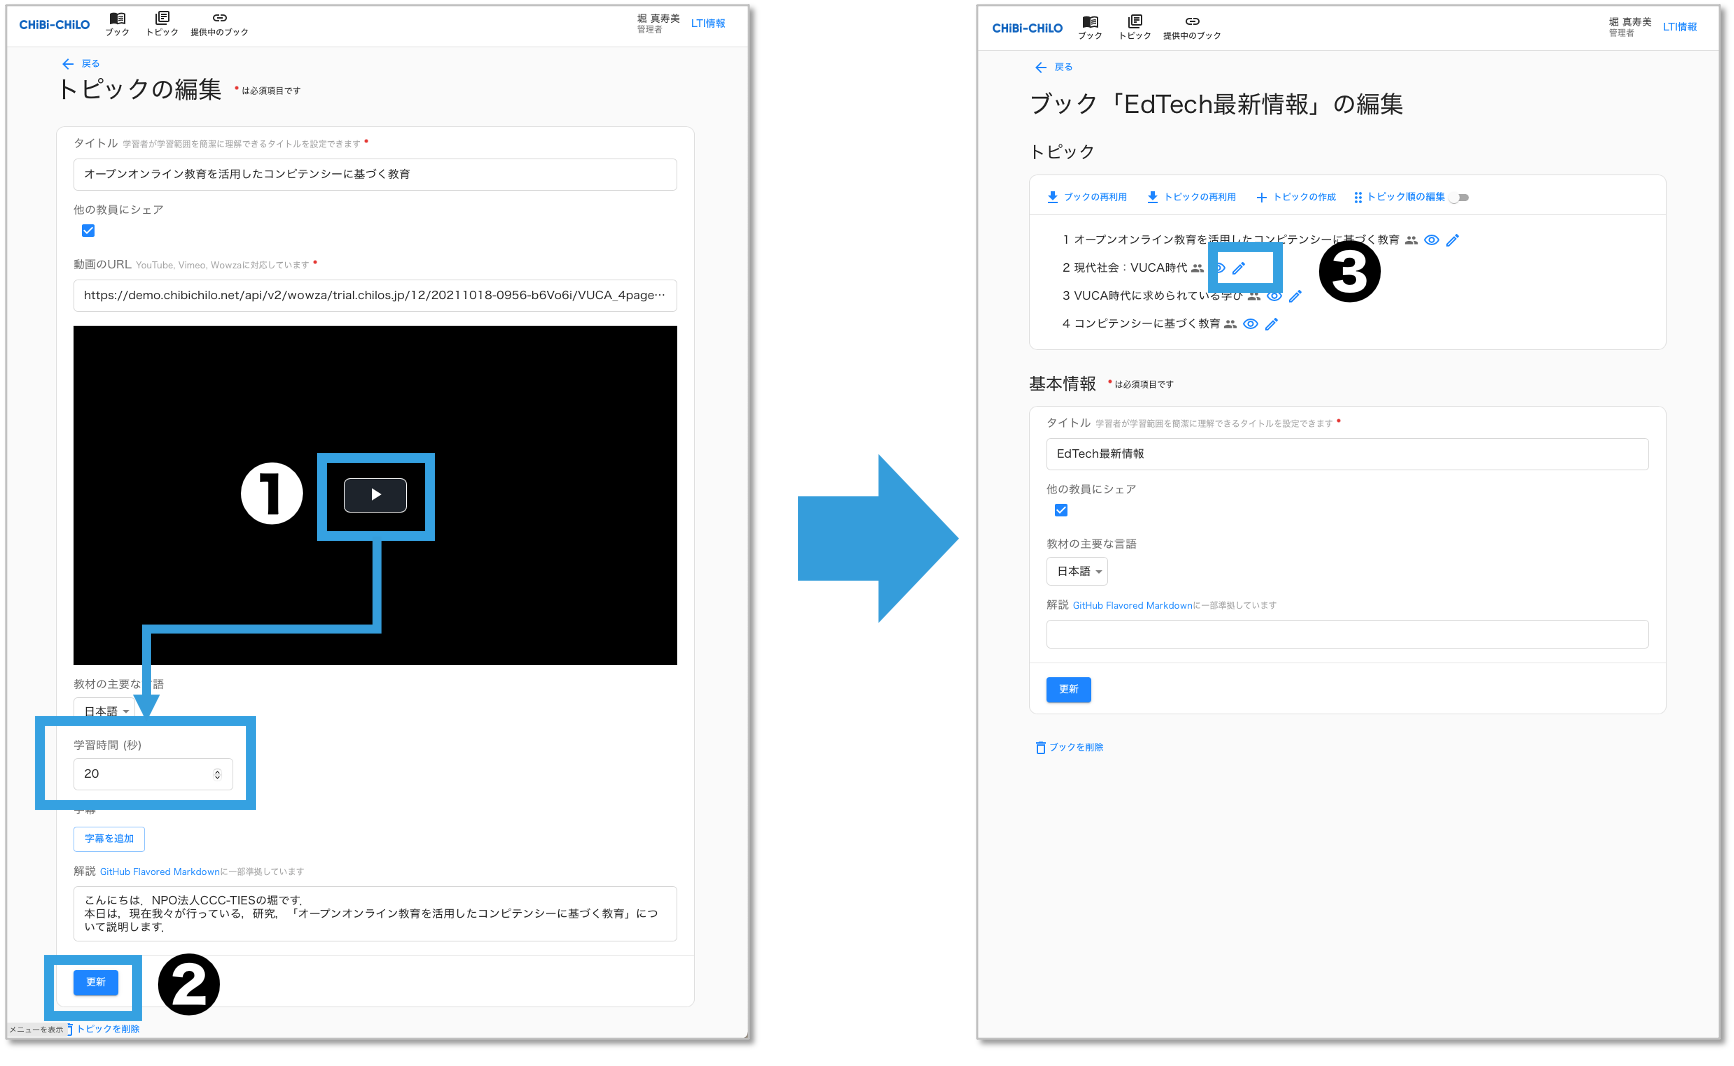 CHiBi-CHiLO
ブック
トピック
提供中のブック
堀 真寿美
管理者
LTI情報
戻る
トピックの編集 * は必須項目です
タイトル 学習者が学習範囲を簡潔に理解できるタイトルを設定できます *
オープンオンライン教育を活用したコンピテンシーに基づく教育
他の教員にシェア
動画のURL YouTube, Vimeo, Wowzaに対応しています *
https://demo.chibichilo.net/api/v2/wowza/trial.chilos.jp/12/20211018-0956-b6Vo6i/VUCA_4page…
1
教材の主要な言語
日本語
学習時間 (秒)
20
字幕
字幕を追加
解説 GitHub Flavored Markdownに一部準拠しています
こんにちは，NPO法人CCC-TIESの堀です．
本日は，現在我々が行っている，研究，「オープンオンライン教育を活用したコンピテンシーに基づく教育」につ
いて説明します．
更新
2
メニューを表示
トピックを削除
CHiBi-CHiLO
ブック
トピック
提供中のブック
堀 真寿美
管理者
LTI情報
戻る
ブック「EdTech最新情報」の編集
トピック
ブックの再利用
トピックの再利用
トピックの作成
トピック順の編集
1 オープンオンライン教育を活用したコンピテンシーに基づく教育
2 現代社会：VUCA時代
3
3 VUCA時代に求められている学び
4 コンピテンシーに基づく教育
基本情報 * は必須項目です
タイトル 学習者が学習範囲を簡潔に理解できるタイトルを設定できます *
EdTech最新情報
他の教員にシェア
教材の主要な言語
日本語
解説 GitHub Flavored Markdownに一部準拠しています
更新
ブックを削除